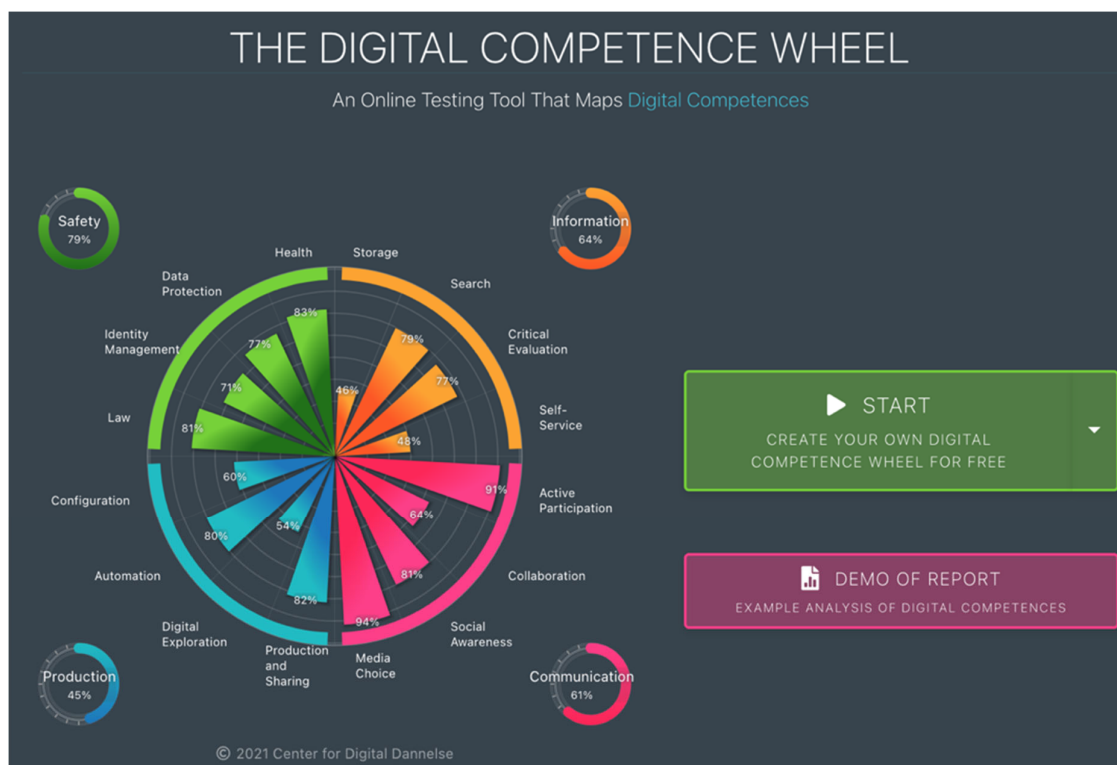 THE DIGITAL COMPETENCE WHEEL
An Online Testing Tool That Maps Digital Competences
Safety
79%
Information
64%
Health
Storage
Data
Protection
Search
Identity
Management
Critical
Evaluation
Law
Self-
Service
Configuration
Active
Participation
Automation
Collaboration
Digital
Exploration
Social
Awareness
Production
and
Sharing
Media
Choice
83%
77%
71%
81%
46%
79%
77%
48%
60%
80%
54%
82%
91%
64%
81%
94%
Production
45%
Communication
61%
START
CREATE YOUR OWN DIGITAL
COMPETENCE WHEEL FOR FREE
DEMO OF REPORT
EXAMPLE ANALYSIS OF DIGITAL COMPETENCES
© 2021 Center for Digital Dannelse